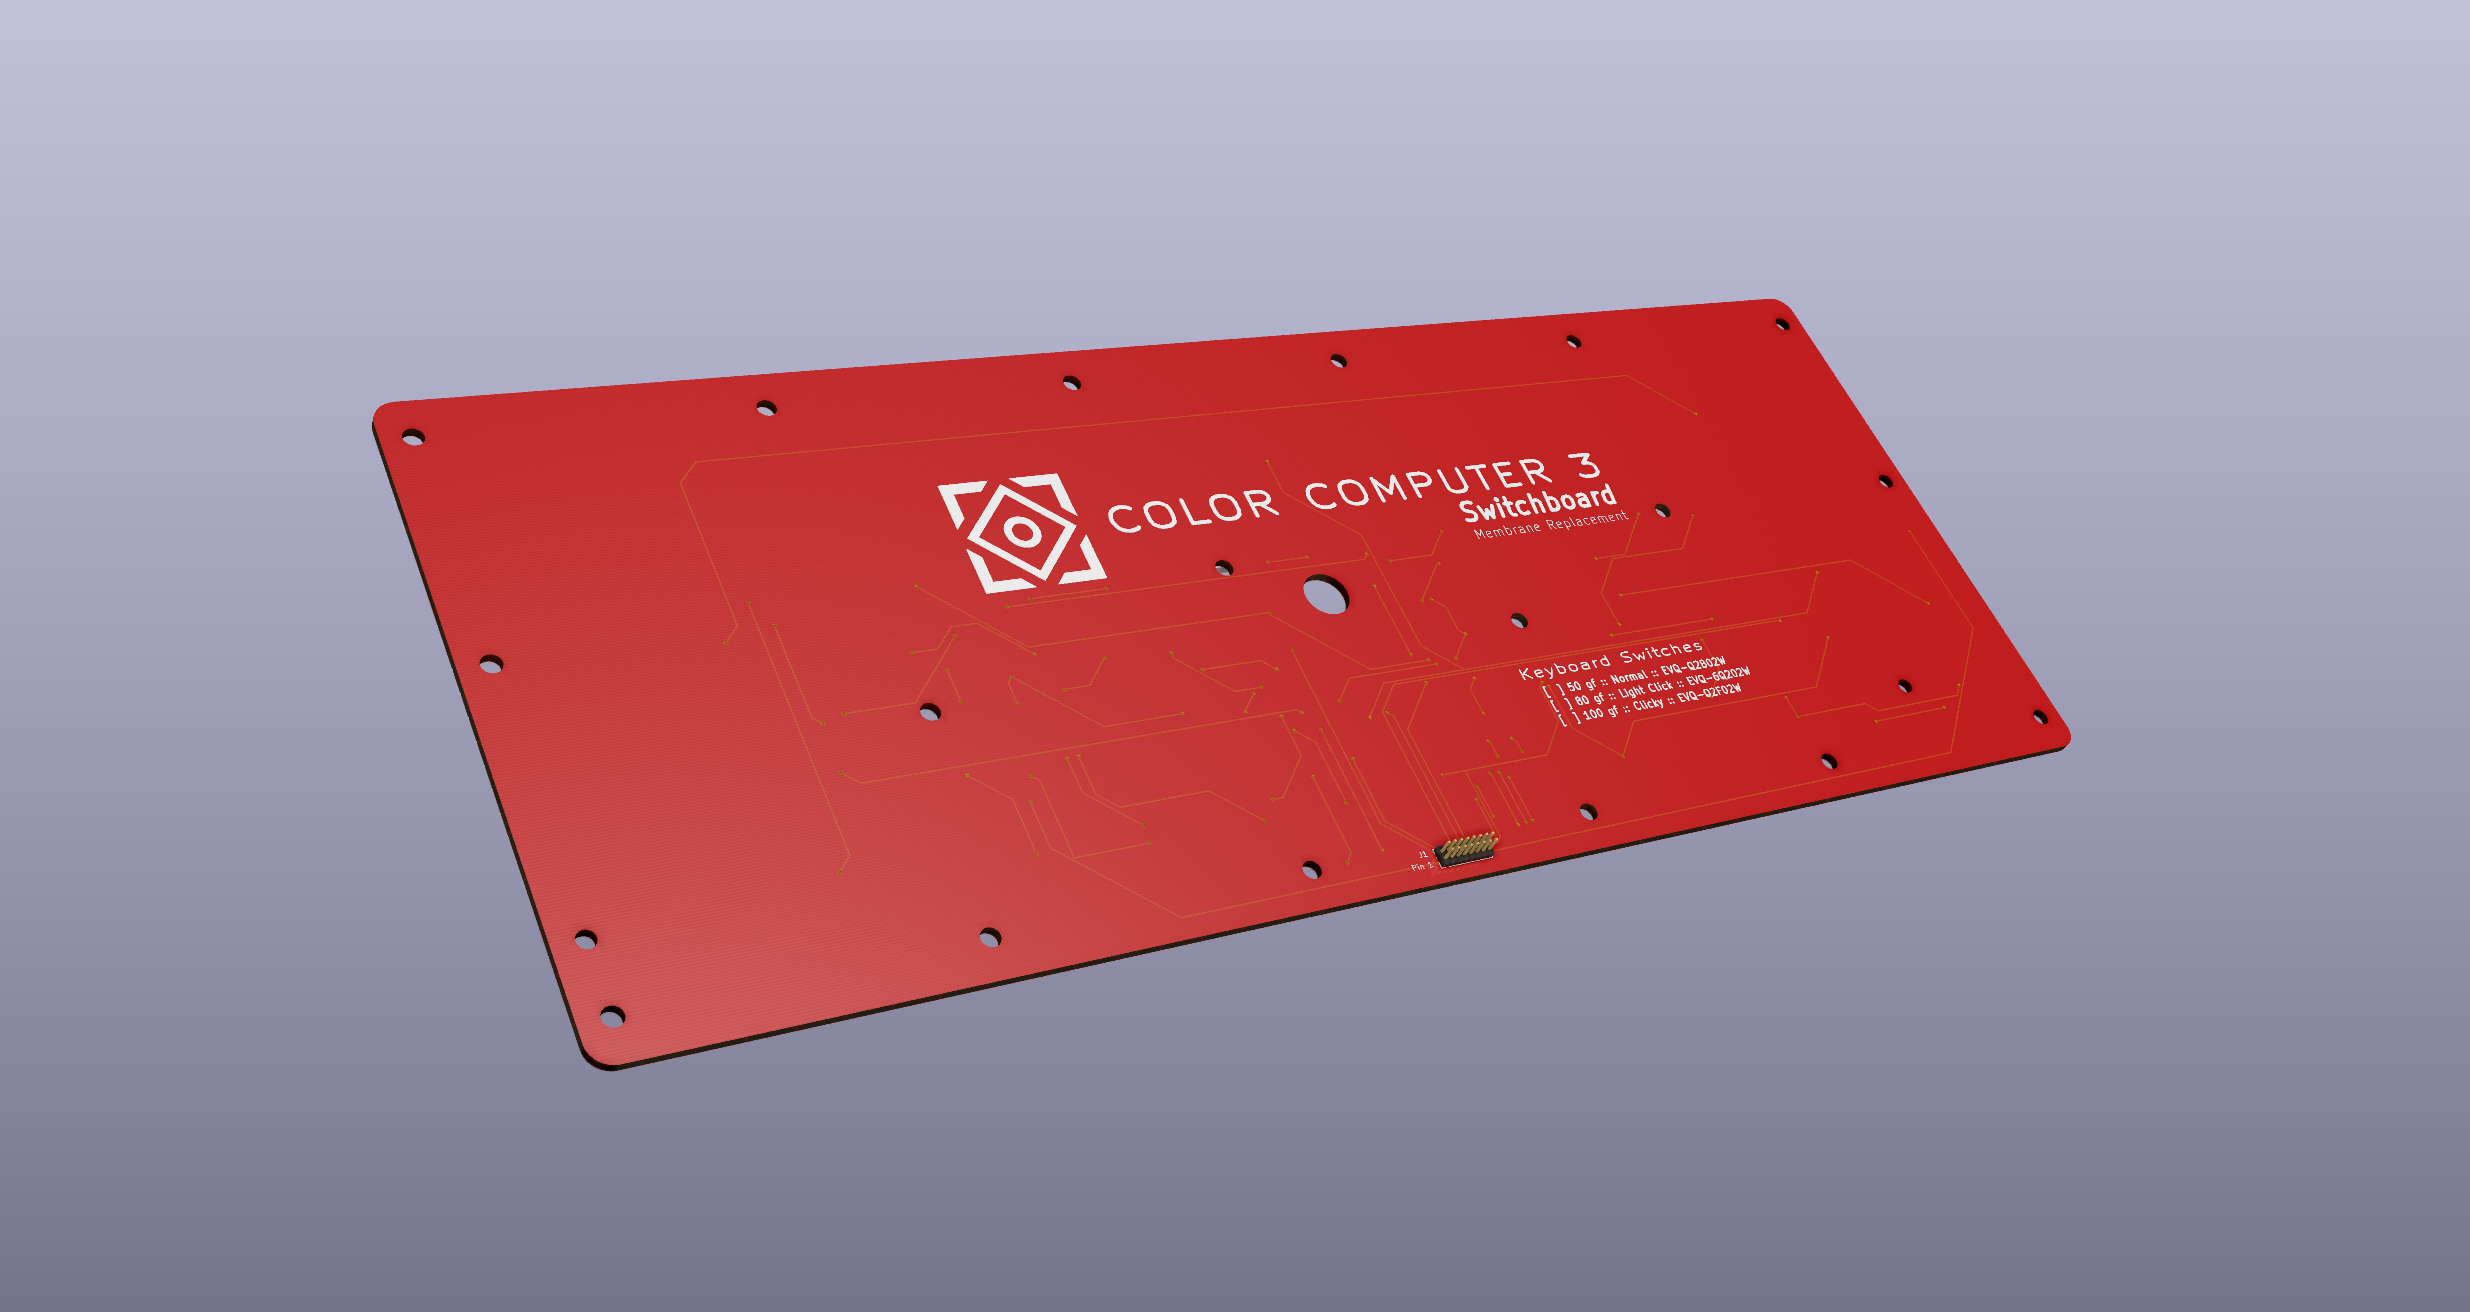 COLOR COMPUTER 3
Switchboard
Membrane Replacement
Keyboard Switches
[ ] 50 gf :: Normal :: EVQ-Q2B02W
[ ] 80 gf :: Light Click :: EVQ-6Q202W
[ ] 100 gf :: Clicky :: EVQ-Q2F02W
J1
Pin 1